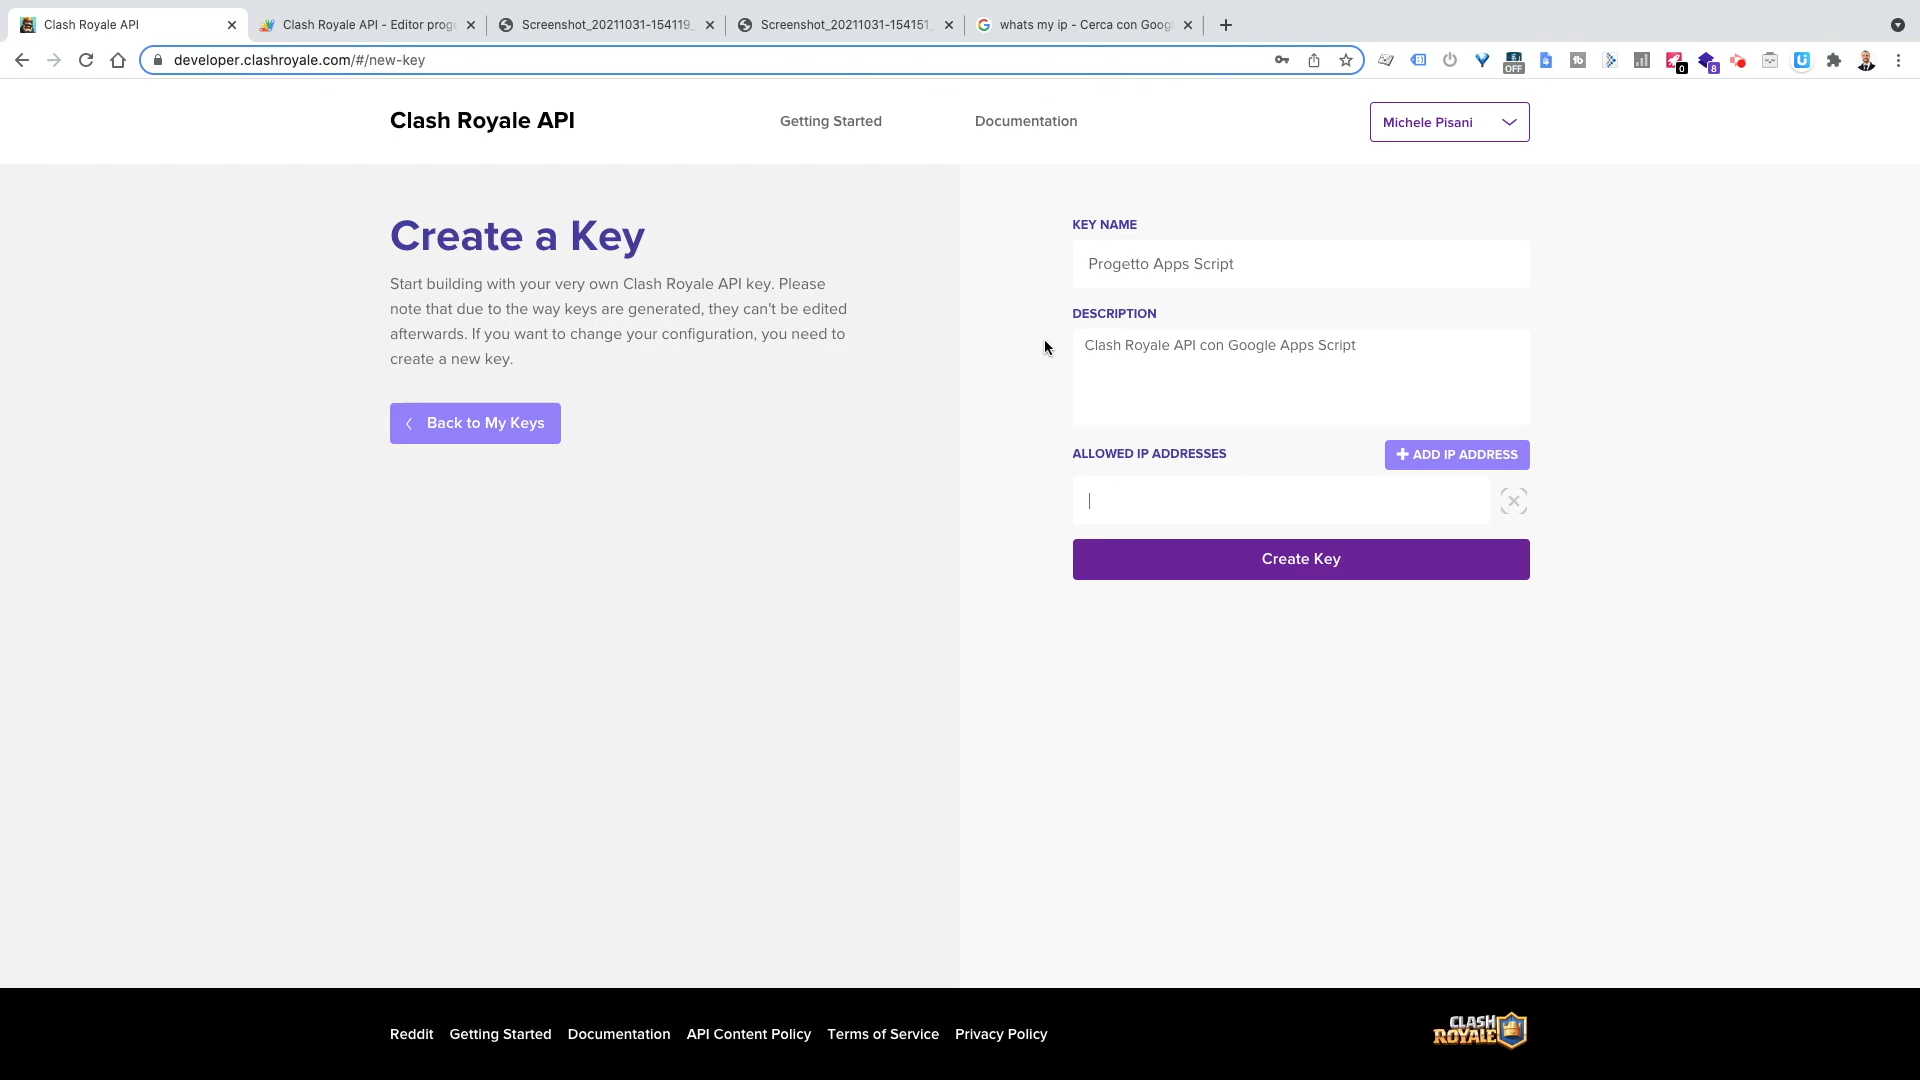 Clash Royale API
Clash Royale API - Editor proge
Screenshot_20211031-154119_
Screenshot_20211031-154151_
whats my ip - Cerca con Goog
developer.clashroyale.com/#/new-key
OFF
0
8
Clash Royale API
Getting Started
Documentation
Michele Pisani
Create a Key
Start building with your very own Clash Royale API key. Please
note that due to the way keys are generated, they can't be edited
afterwards. If you want to change your configuration, you need to
create a new key.
Back to My Keys
KEY NAME
Progetto Apps Script
DESCRIPTION
Clash Royale API con Google Apps Script
ALLOWED IP ADDRESSES
ADD IP ADDRESS
Create Key
Reddit
Getting Started
Documentation
API Content Policy
Terms of Service
Privacy Policy
CLASH
ROYALE